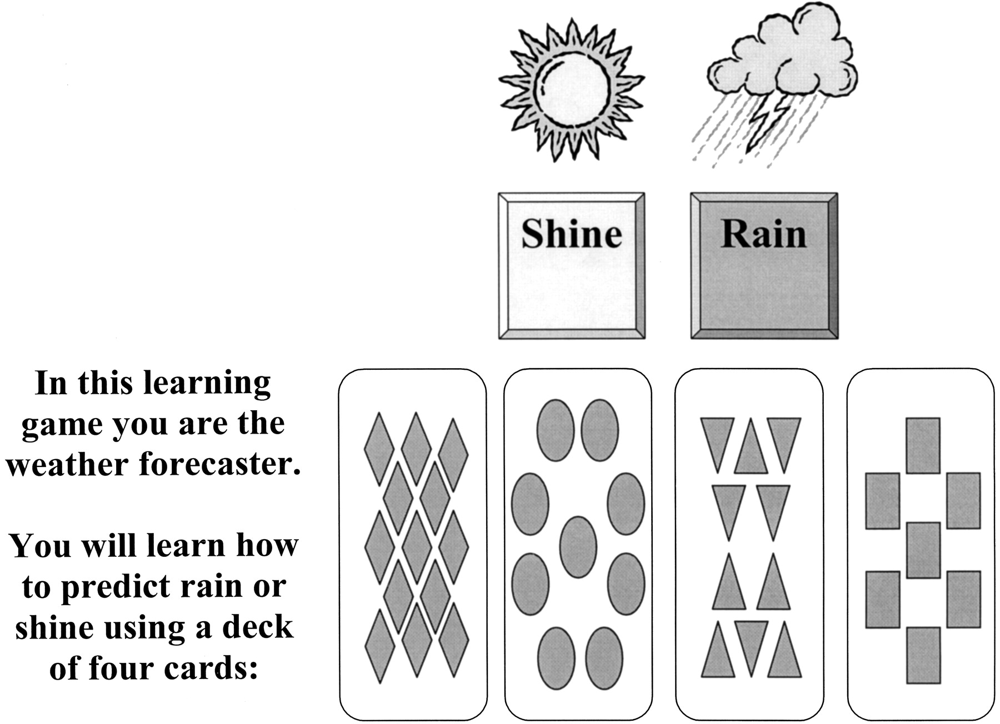 Shine
Rain
In this learning
game you are the
weather forecaster.
You will learn how
to predict rain or
shine using a deck
of four cards: